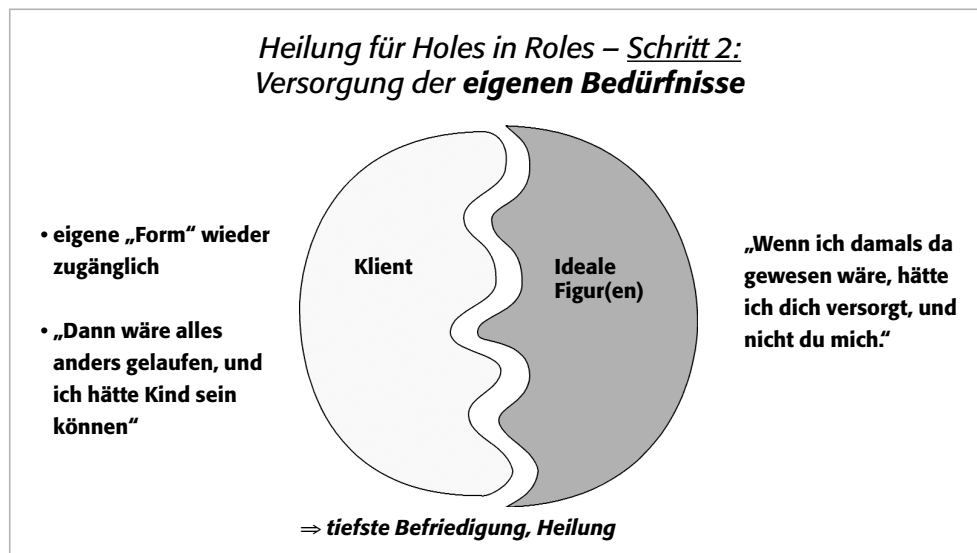 Heilung für Holes in Roles – Schritt 2:
Versorgung der eigenen Bedürfnisse
• eigene „Form“ wieder
zugänglich
• „Dann wäre alles
anders gelaufen, und
ich hätte Kind sein
können“
Klient
Ideale
Figur(en)
„Wenn ich damals da
gewesen wäre, hätte
ich dich versorgt, und
nicht du mich.“
⇒ tiefste Befriedigung, Heilung